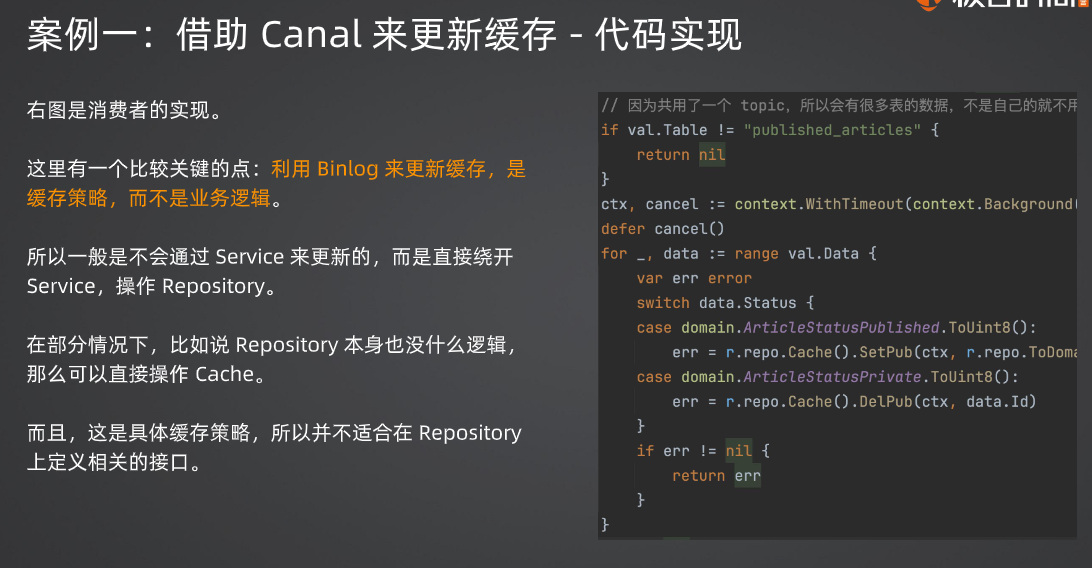 案例一：借助 Canal 来更新缓存 - 代码实现
右图是消费者的实现。
这里有一个比较关键的点：利用 Binlog 来更新缓存，是
缓存策略，而不是业务逻辑。
所以一般是不会通过 Service 来更新的，而是直接绕开
Service，操作 Repository。
在部分情况下，比如说 Repository 本身也没什么逻辑，
那么可以直接操作 Cache。
而且，这是具体缓存策略，所以并不适合在 Repository
上定义相关的接口。
// 因为共用了一个 topic，所以会有很多表的数据，不是自己的就不用
if val.Table != "published_articles" {
return nil
}
ctx, cancel := context.WithTimeout(context.Background(
defer cancel()
for _, data := range val.Data {
var err error
switch data.Status {
case domain.ArticleStatusPublished.ToUint8():
err = r.repo.Cache().SetPub(ctx, r.repo.ToDoma
case domain.ArticleStatusPrivate.ToUint8():
err = r.repo.Cache().DelPub(ctx, data.Id)
}
if err != nil {
return err
}
}